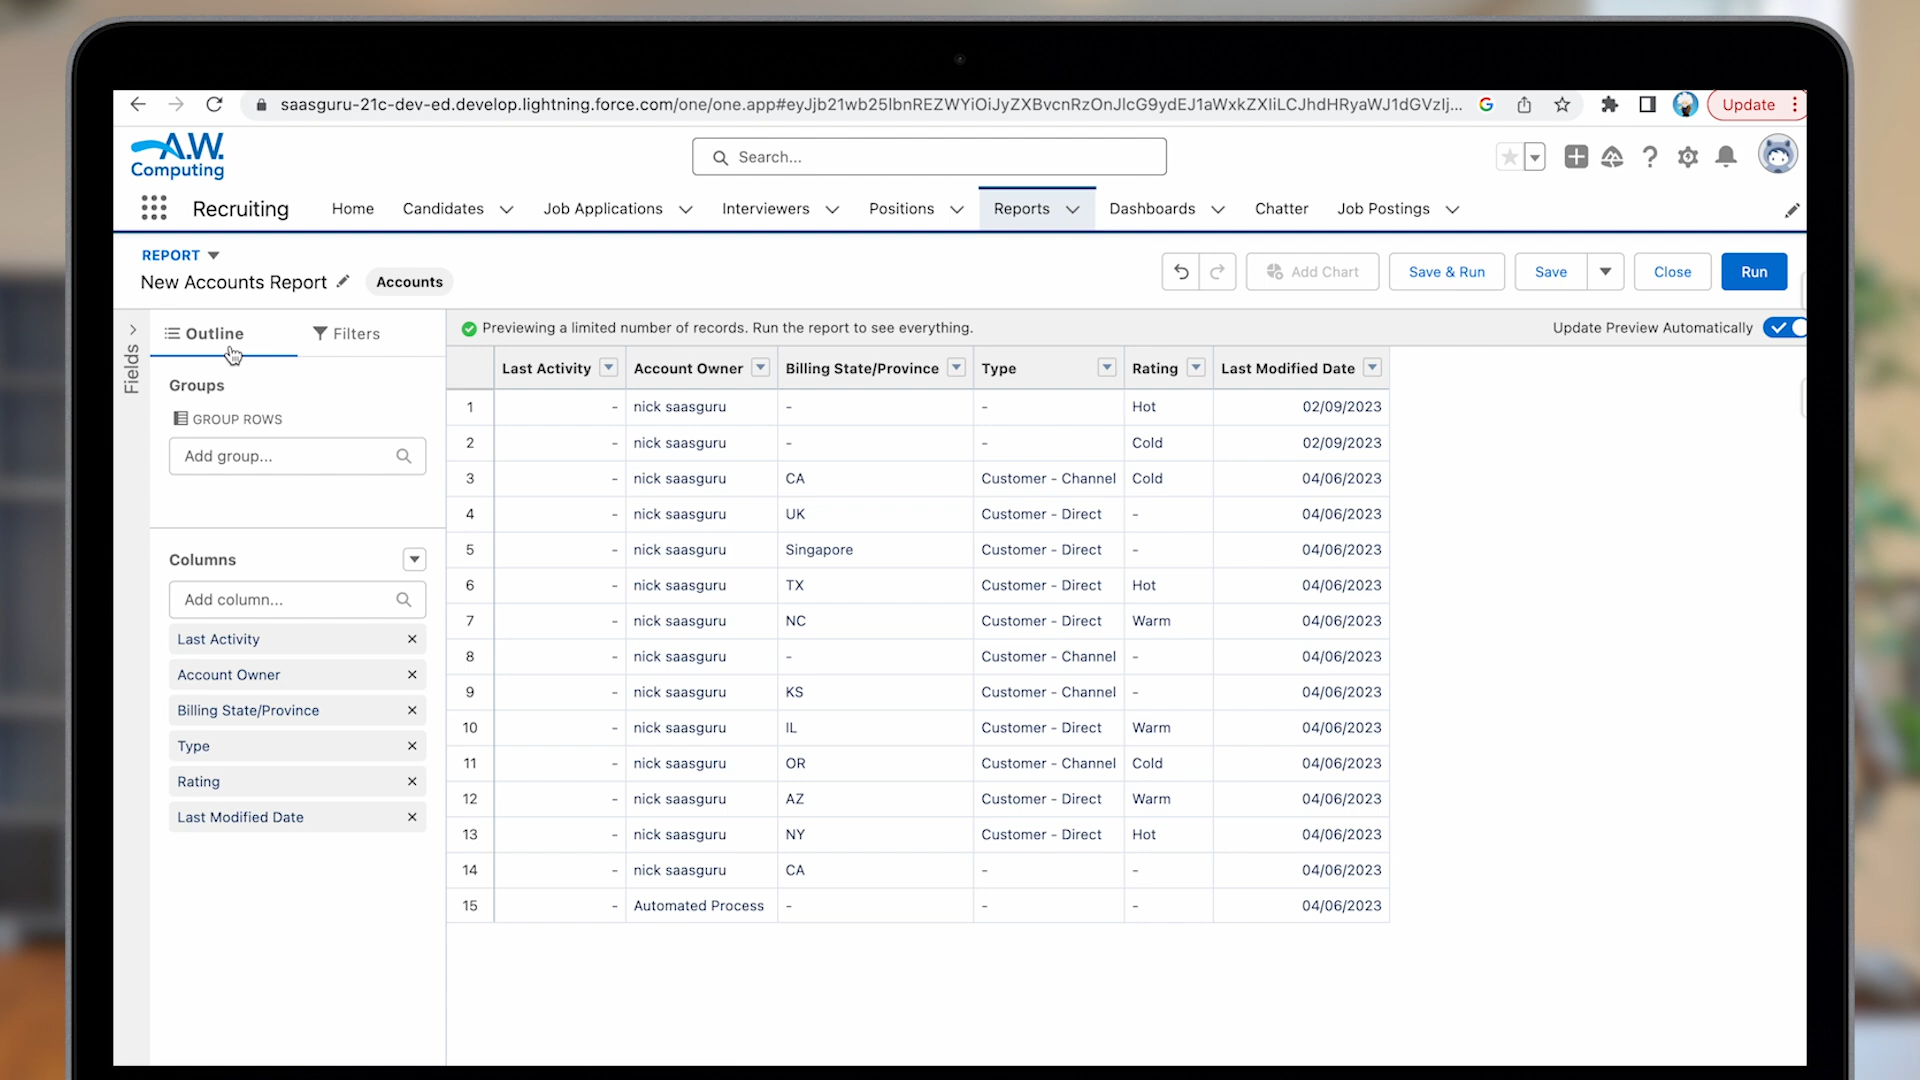 saasguru-21c-dev-ed.develop.lightning.force.com/one/one.app#eyJjb21wb25lbnREZWYiOiJyZXBvcnRzOnJlcG9ydEJ1aWxkZXIiLCJhdHRyaWJ1dGVzIj...
Update
A.W.
Computing
Search...
Recruiting
Home
Candidates
Job Applications
Interviewers
Positions
Reports
Dashboards
Chatter
Job Postings
REPORT
New Accounts Report
Accounts
Add Chart
Save & Run
Save
Close
Run
Fields
Outline
Filters
Previewing a limited number of records. Run the report to see everything.
Update Preview Automatically
Groups
GROUP ROWS
Add group...
Columns
Add column...
Last Activity
Account Owner
Billing State/Province
Type
Rating
Last Modified Date
Last Activity Account Owner Billing State/Province Type Rating Last Modified Date
1 - nick saasguru - - Hot 02/09/2023
2 - nick saasguru - - Cold 02/09/2023
3 - nick saasguru CA Customer - Channel Cold 04/06/2023
4 - nick saasguru UK Customer - Direct - 04/06/2023
5 - nick saasguru Singapore Customer - Direct - 04/06/2023
6 - nick saasguru TX Customer - Direct Hot 04/06/2023
7 - nick saasguru NC Customer - Direct Warm 04/06/2023
8 - nick saasguru - Customer - Channel - 04/06/2023
9 - nick saasguru KS Customer - Channel - 04/06/2023
10 - nick saasguru IL Customer - Direct Warm 04/06/2023
11 - nick saasguru OR Customer - Channel Cold 04/06/2023
12 - nick saasguru AZ Customer - Direct Warm 04/06/2023
13 - nick saasguru NY Customer - Direct Hot 04/06/2023
14 - nick saasguru CA - - 04/06/2023
15 - Automated Process - - - 04/06/2023